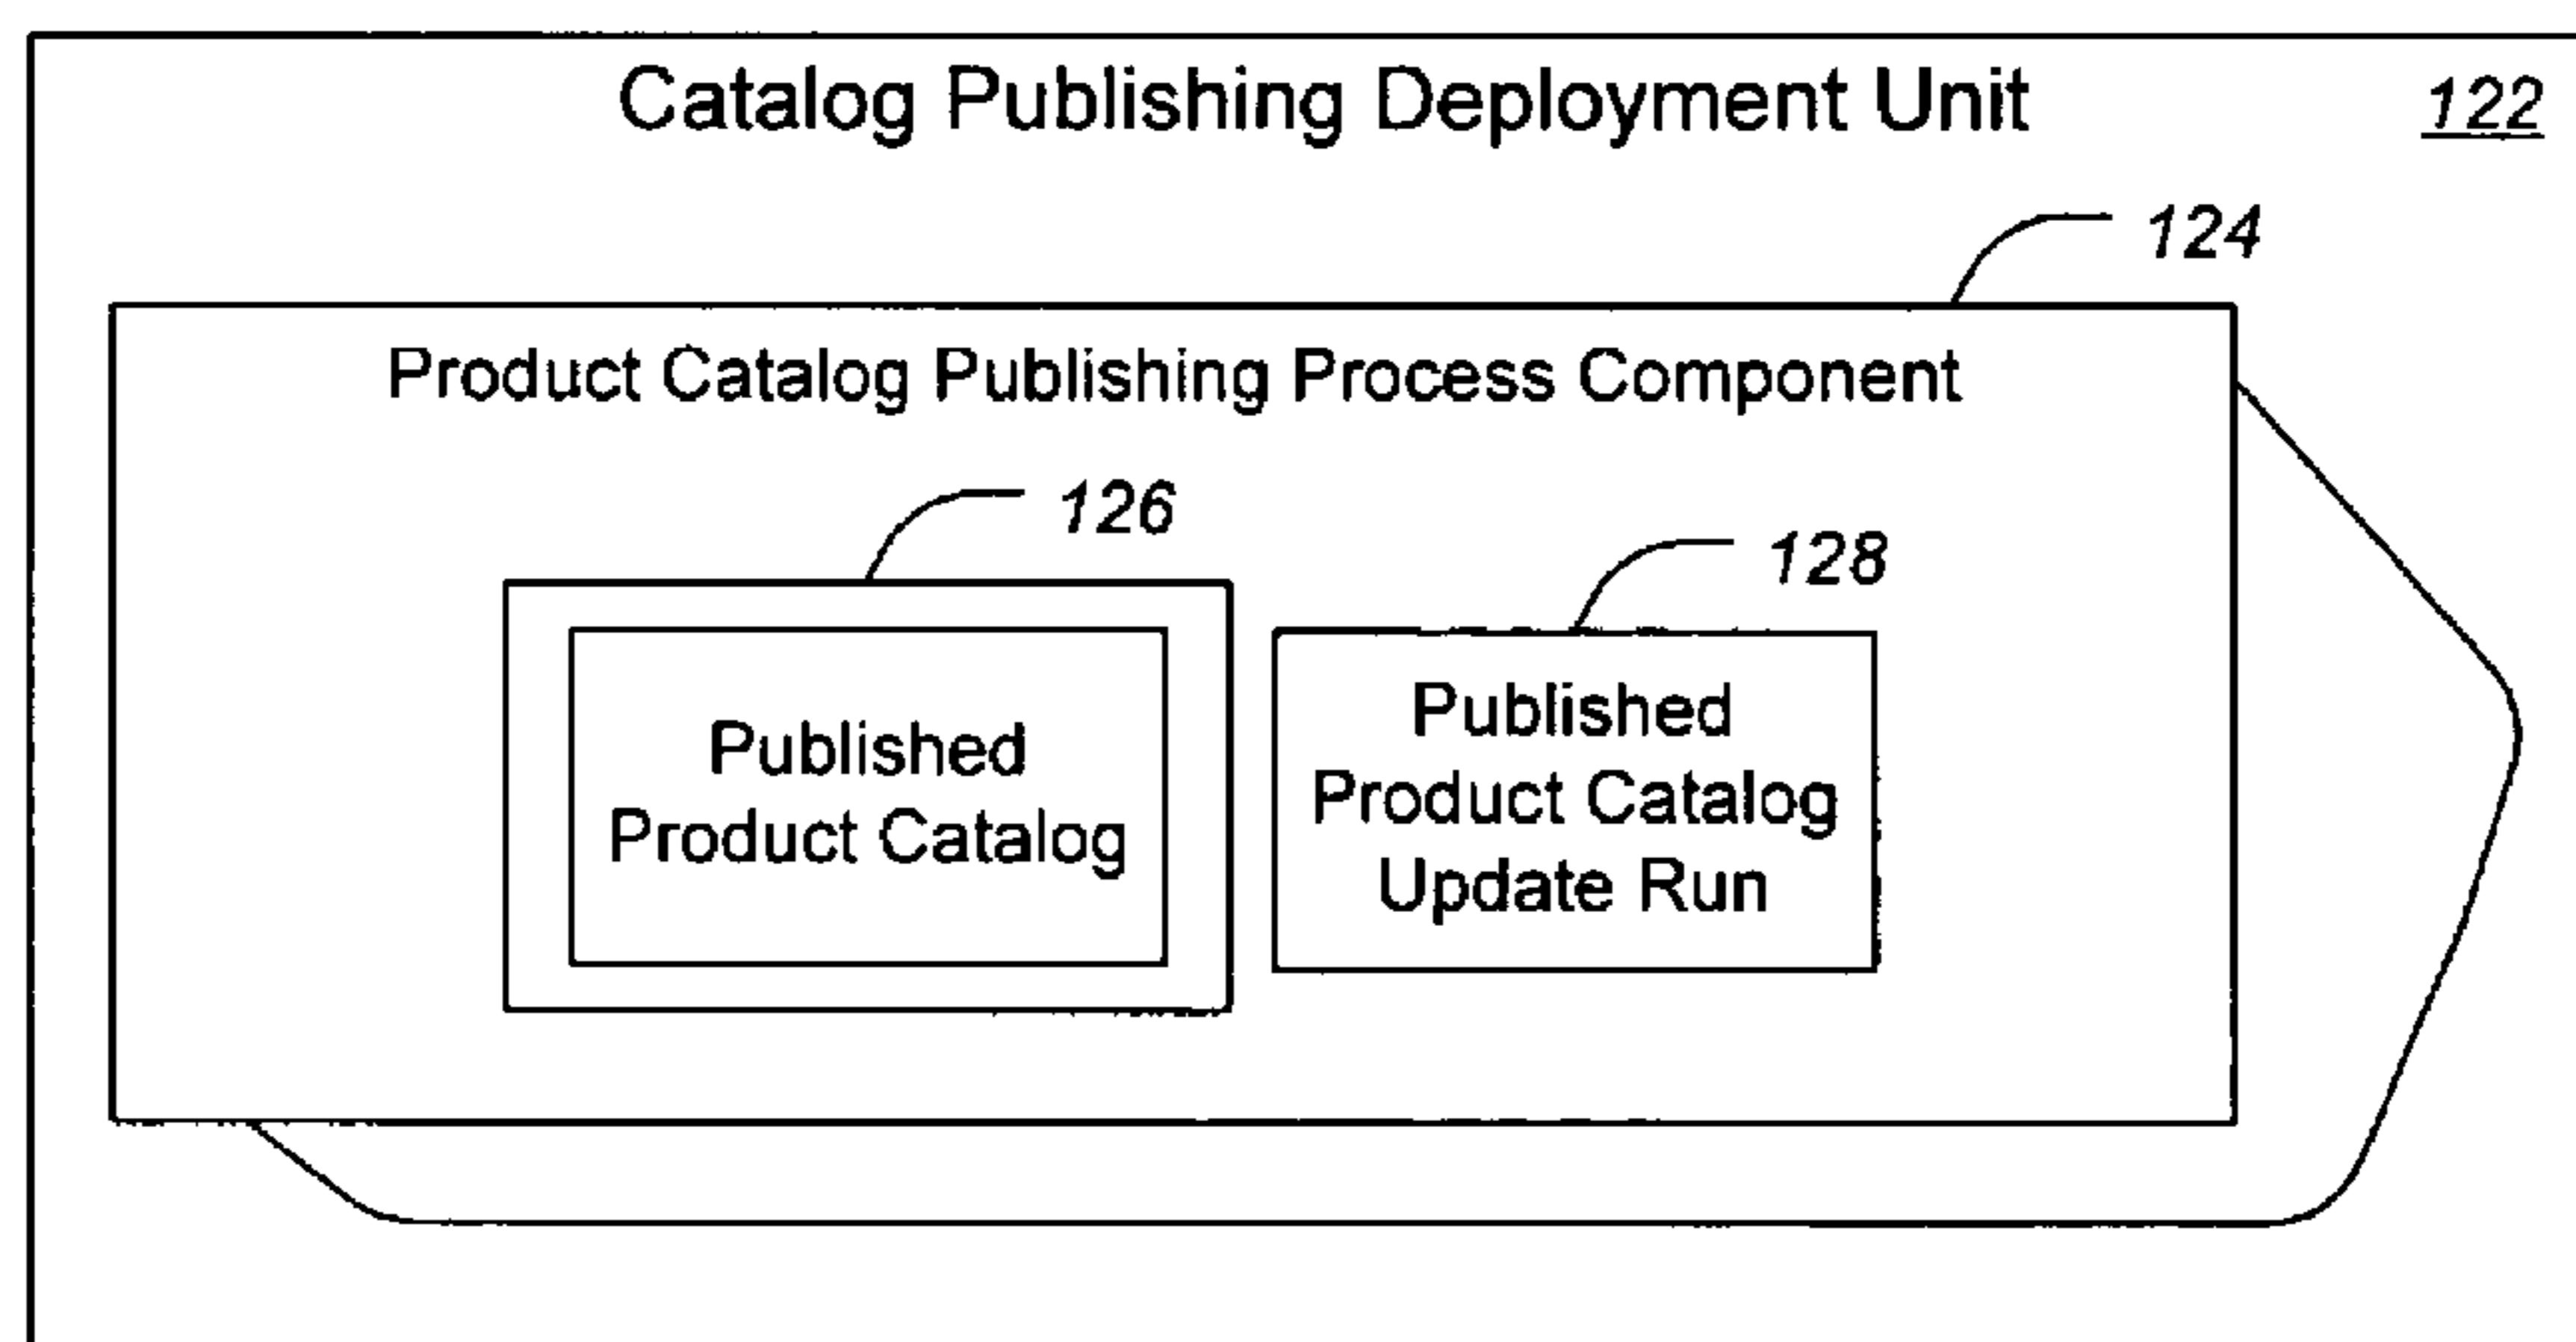 Catalog Publishing Deployment Unit
122
124
Product Catalog Publishing Process Component
126
128
Published
Product Catalog
Published
Product Catalog
Update Run